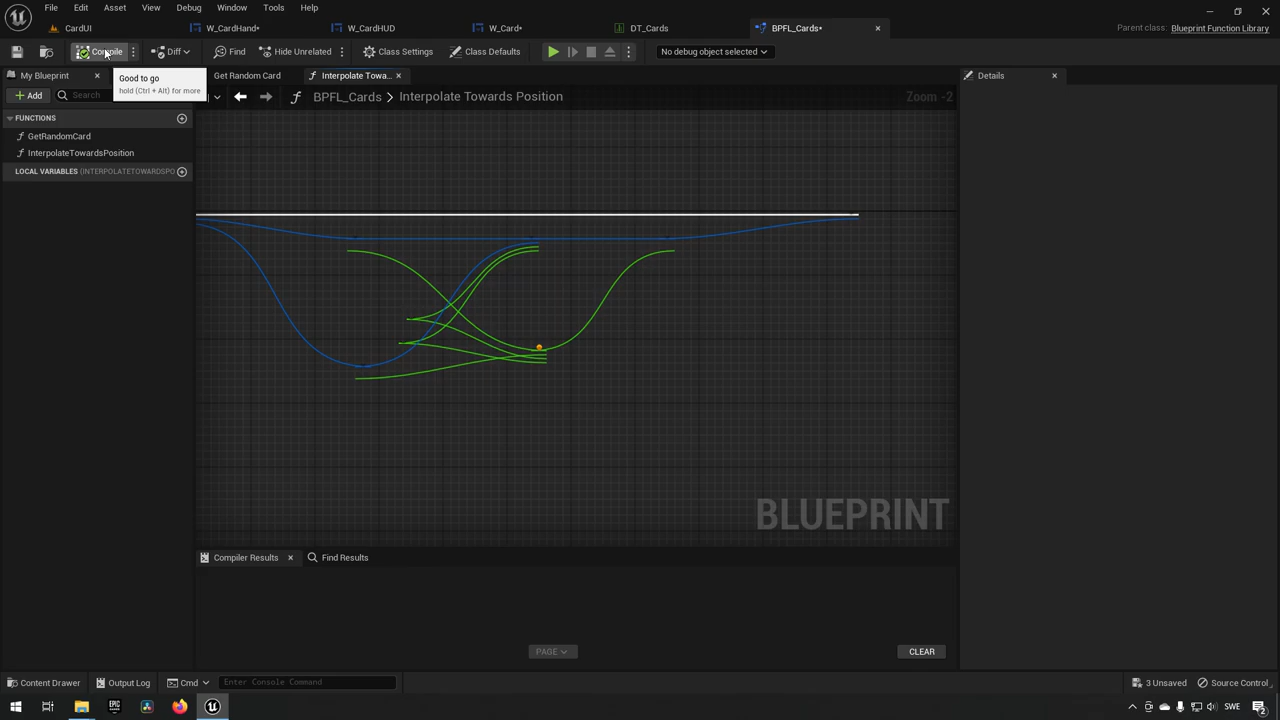 File Edit Asset View Debug Window Tools Help
CardUI W_CardHand* W_CardHUD W_Card* DT_Cards BPFL_Cards* Parent class: Blueprint Function Library
Compile Diff Find Hide Unrelated Class Settings Class Defaults No debug object selected
My Blueprint Get Random Card Interpolate Towa... Details
Good to go
hold (Ctrl + Alt) for more
Add Search BPFL_Cards > Interpolate Towards Position Zoom -2
FUNCTIONS
GetRandomCard
InterpolateTowardsPosition
LOCAL VARIABLES (INTERPOLATETOWARDSPO
BLUEPRINT
Compiler Results Find Results
PAGE CLEAR
Content Drawer Output Log Cmd Enter Console Command 3 Unsaved Source Control
EPIC GAMES SWE 2